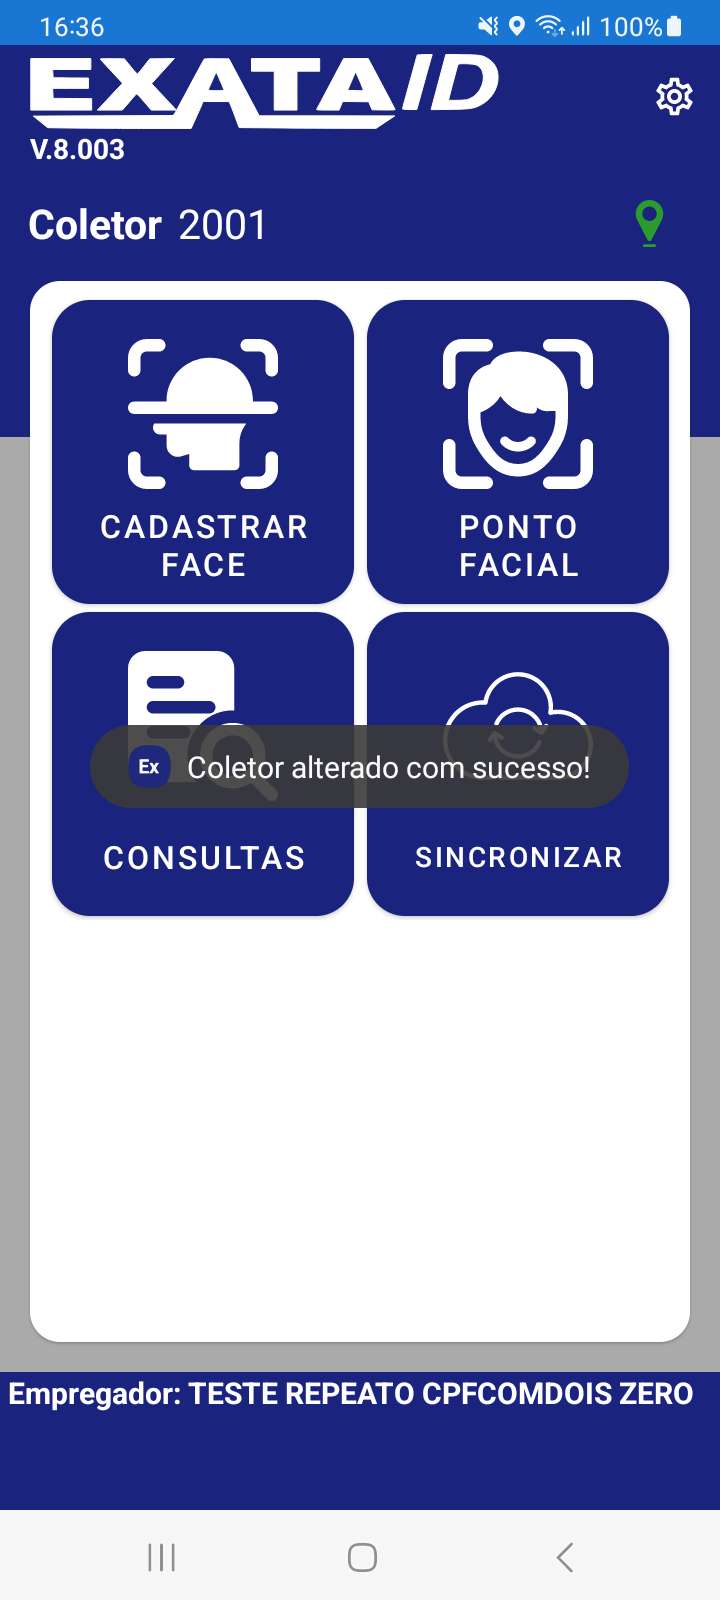 16:36
100%
EXATA ID
V.8.003
Coletor 2001
CADASTRAR
FACE
PONTO
FACIAL
Ex Coletor alterado com sucesso!
CONSULTAS
SINCRONIZAR
Empregador: TESTE REPEATO CPFCOMDOIS ZERO